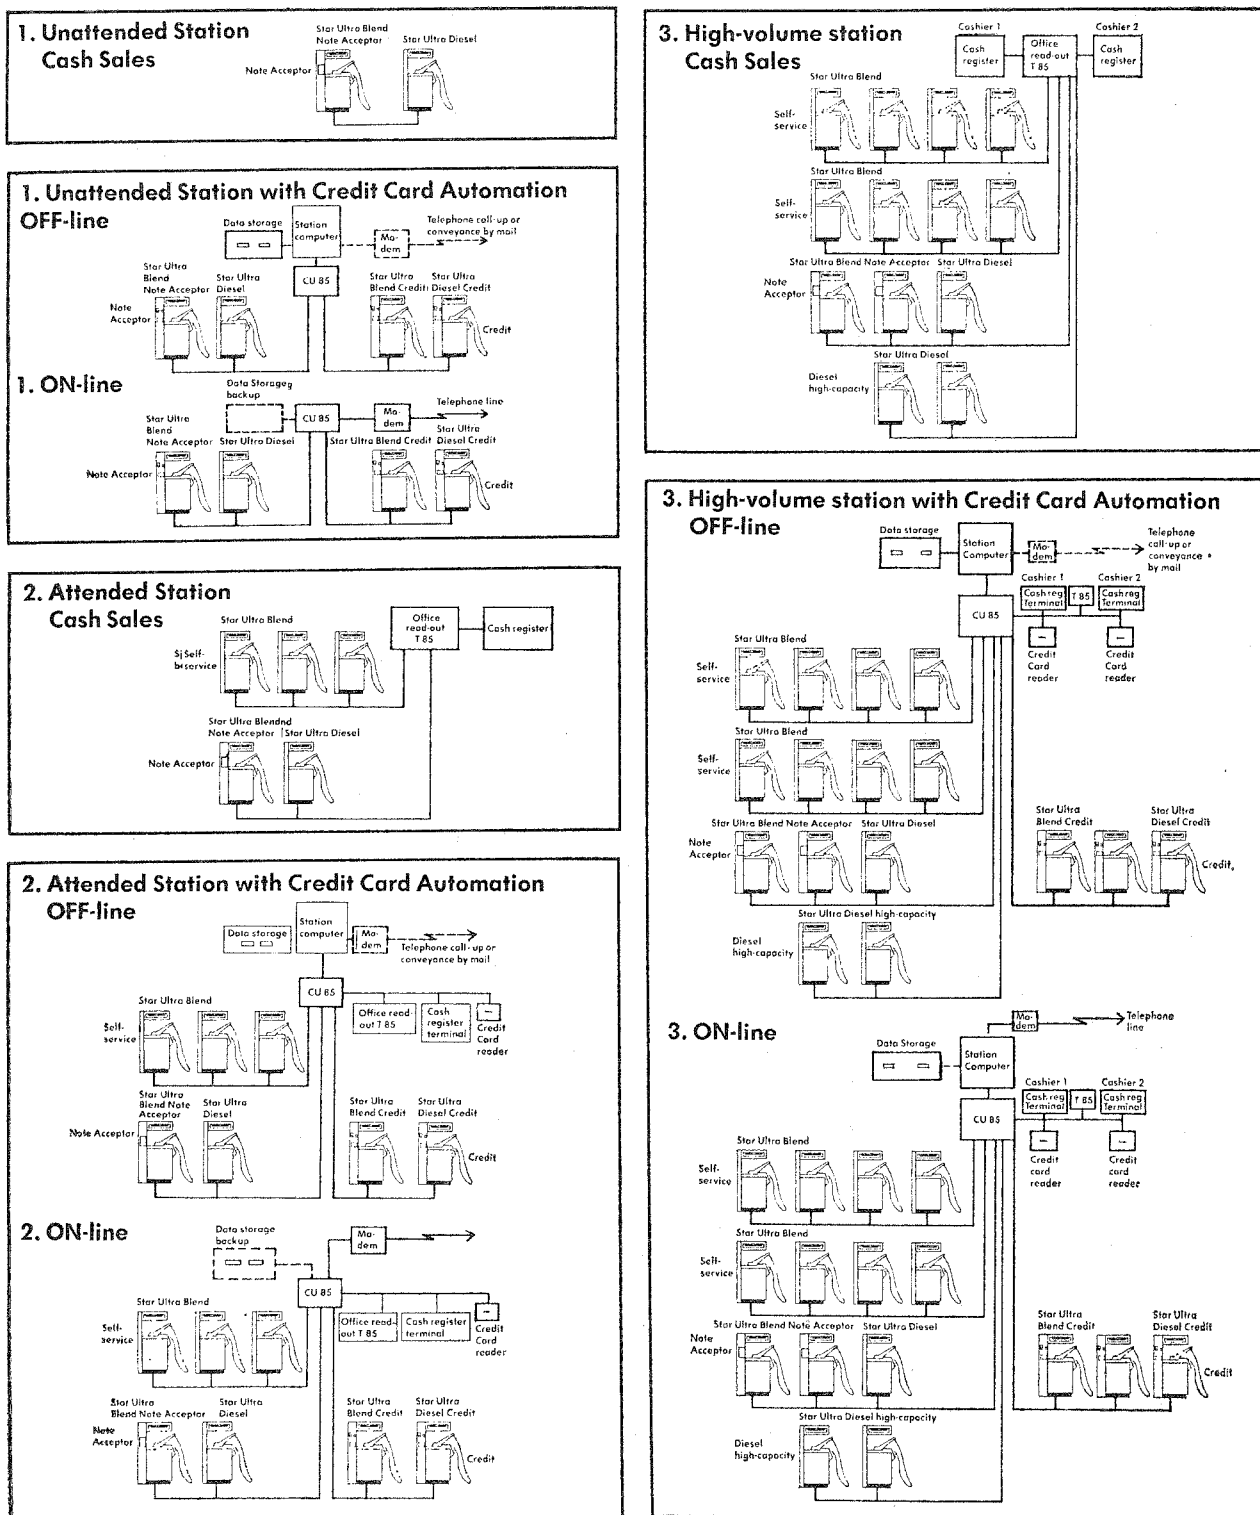 1. Unattended Station
Cash Sales
Star Ultra Blend
Note Acceptor
Star Ultra Diesel
Note Acceptor
1. Unattended Station with Credit Card Automation
OFF-line
Data storage
Station
computer
Mo-
dem
Telephone call-up or
conveyance by mail
CU 85
Star Ultra
Blend
Note Acceptor
Star Ultra
Diesel
Star Ultra
Blend Credit
Star Ultra
Diesel Credit
Note
Acceptor
Credit
1. ON-line
Data Storage
backup
CU 85
Mo-
dem
Telephone line
Star Ultra
Blend
Note Acceptor
Star Ultra Diesel
Star Ultra Blend Credit
Star Ultra
Diesel Credit
Note Acceptor
Credit
2. Attended Station
Cash Sales
Star Ultra Blend
Office
read-out
T 85
Cash register
Self-
service
Star Ultra Blend
Note Acceptor
Star Ultra Diesel
Note Acceptor
2. Attended Station with Credit Card Automation
OFF-line
Data storage
Station
computer
Mo-
dem
Telephone call-up or
conveyance by mail
CU 85
Star Ultra Blend
Office read-
out T 85
Cash
register
terminal
Credit
Card
reader
Self-
service
Star Ultra
Blend Note
Acceptor
Star Ultra
Diesel
Star Ultra
Blend Credit
Star Ultra
Diesel Credit
Note Acceptor
Credit
2. ON-line
Data storage
backup
Mo-
dem
CU 85
Star Ultra Blend
Office read-
out T 85
Cash register
terminal
Credit
Card
reader
Self-
service
Star Ultra
Blend Note Acceptor
Star Ultra
Diesel
Star Ultra
Blend Credit
Star Ultra
Diesel Credit
Note
Acceptor
Credit
3. High-volume station
Cash Sales
Cashier 1
Cashier 2
Cash
register
Office
read-out
T 85
Cash
register
Star Ultra Blend
Self-
service
Star Ultra Blend
Self-
service
Star Ultra Blend Note Acceptor
Star Ultra Diesel
Note
Acceptor
Star Ultra Diesel
Diesel
high-capacity
3. High-volume station with Credit Card Automation
OFF-line
Data storage
Station
Computer
Mo-
dem
Telephone
call-up or
conveyance
by mail
Cashier 1
Cashier 2
Cash reg
Terminal
T 85
Cash reg
Terminal
CU 85
Credit
Card
reader
Credit
Card
reader
Star Ultra Blend
Self-
service
Star Ultra Blend
Self-
service
Star Ultra Blend Note Acceptor
Star Ultra Diesel
Note
Acceptor
Star Ultra
Blend Credit
Star Ultra
Diesel Credit
Credit
Star Ultra Diesel high-capacity
Diesel
high-capacity
3. ON-line
Mo-
dem
Telephone
line
Data Storage
Station
Computer
Cashier 1
Cashier 2
Cash reg
Terminal
T 85
Cash reg
Terminal
CU 85
Credit
card
reader
Credit
card
reader
Star Ultra Blend
Self-
service
Star Ultra Blend
Self-
service
Star Ultra Blend Note Acceptor
Star Ultra Diesel
Note
Acceptor
Star Ultra
Blend Credit
Star Ultra
Diesel Credit
Credit
Star Ultra Diesel high-capacity
Diesel
high-capacity